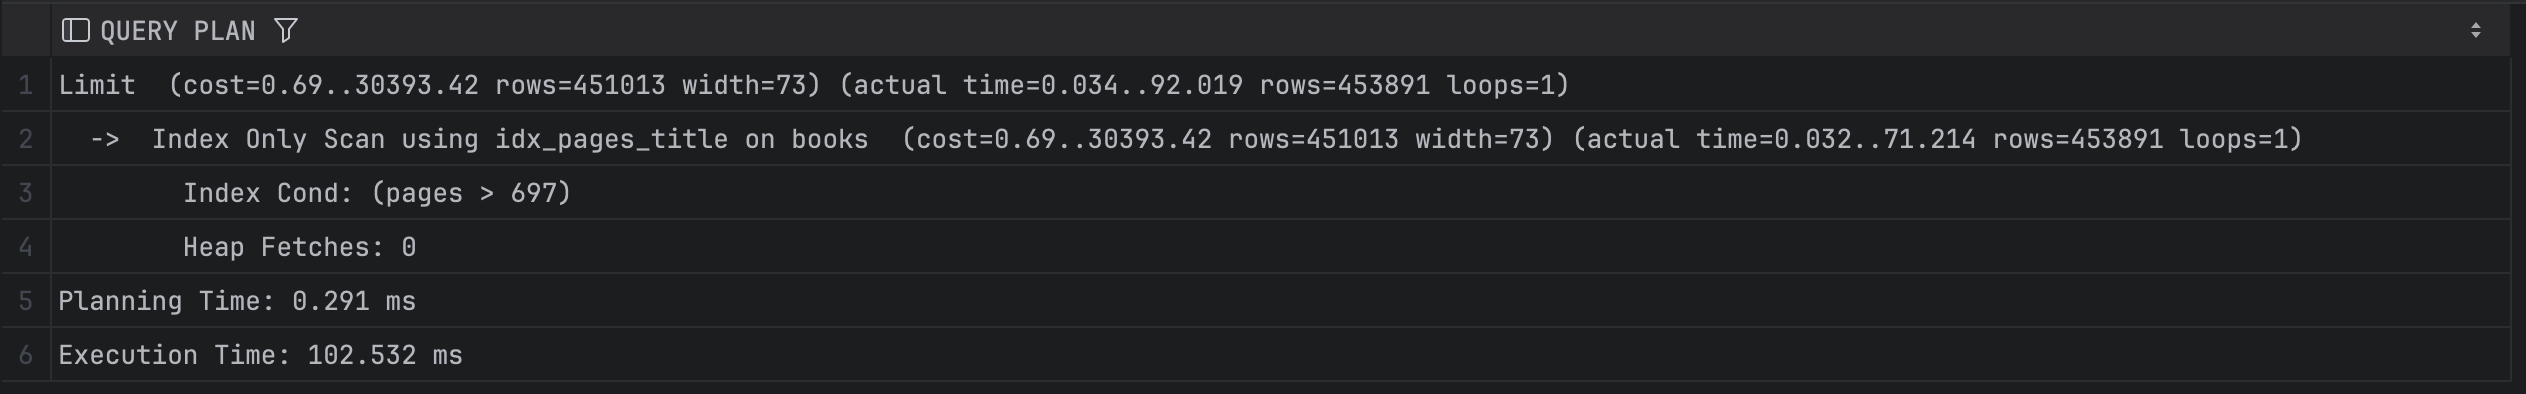 QUERY PLAN
1 Limit  (cost=0.69..30393.42 rows=451013 width=73) (actual time=0.034..92.019 rows=453891 loops=1)
2   ->  Index Only Scan using idx_pages_title on books  (cost=0.69..30393.42 rows=451013 width=73) (actual time=0.032..71.214 rows=453891 loops=1)
3         Index Cond: (pages > 697)
4         Heap Fetches: 0
5 Planning Time: 0.291 ms
6 Execution Time: 102.532 ms